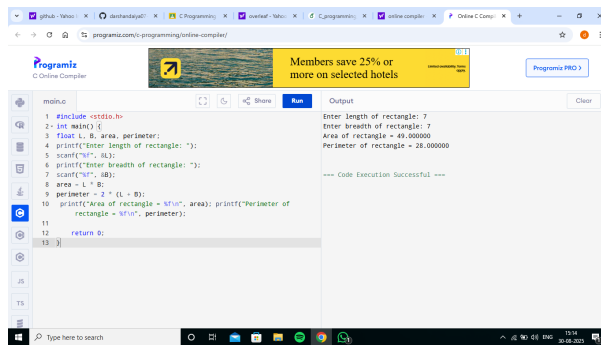 github - Yahoo
darshandalya07
C Programming
overleaf - Yahoo
C_programming
online compiler
Programiz Online C Compi
programiz.com/c-programming/online-compiler/
Programiz
C Online Compiler
Members save 25% or
more on selected hotels
Programiz PRO >
main.c
Share
Run
Output
Clear
1 #include <stdio.h>
2 int main() {
3 float L, B, area, perimeter;
4 printf("Enter length of rectangle: ");
5 scanf("%f", &L);
6 printf("Enter breadth of rectangle: ");
7 scanf("%f", &B);
8 area = L * B;
9 perimeter = 2 * (L + B);
10 printf("Area of rectangle = %f\n", area); printf("Perimeter of
rectangle = %f\n", perimeter);
11
12 return 0;
13 }
Enter length of rectangle: 7
Enter breadth of rectangle: 7
Area of rectangle = 49.000000
Perimeter of rectangle = 28.000000
=== Code Execution Successful ===
JS
TS
Type here to search
ENG
15:14
30-08-2025